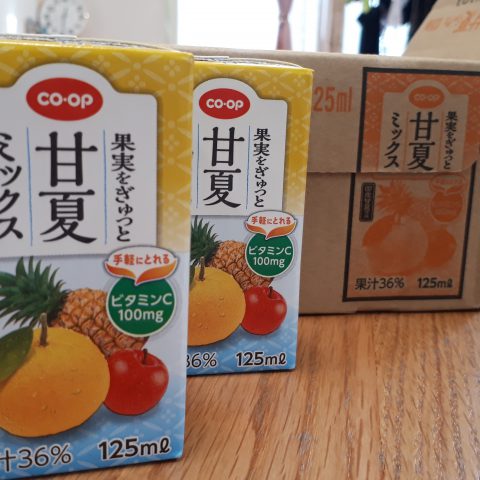 CO·OP
果実をぎゅっと
甘夏
ミックス
手軽にとれる
ビタミンC
100mg
汁36%
125ml
CO·OP
果実をぎゅっと
甘夏
手軽にとれる
ビタミンC
100mg
36%
125ml
25ml
CO·OP
果実をぎゅっと
甘夏
ミックス
果汁36%
125ml